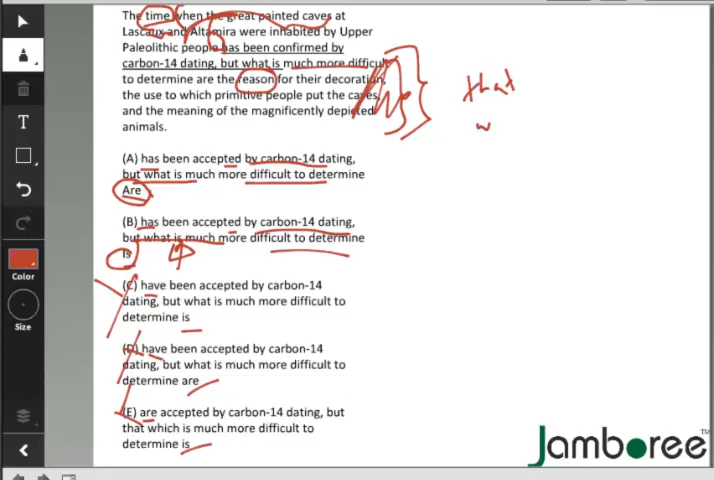 The time when the great painted caves at
Lascaux and Altamira were inhabited by Upper
Paleolithic people has been confirmed by
carbon-14 dating, but what is much more difficult
to determine are the reason for their decoration,
the use to which primitive people put the caves,
and the meaning of the magnificently depicted
animals.
that
w
(A) has been accepted by carbon-14 dating,
but what is much more difficult to determine
Are
(B) has been accepted by carbon-14 dating,
but what is much more difficult to determine
is
(C) have been accepted by carbon-14
dating, but what is much more difficult to
determine is
(D) have been accepted by carbon-14
dating, but what is much more difficult to
determine are
(E) are accepted by carbon-14 dating, but
that which is much more difficult to
determine is
T
Color
Size
Jamboree™